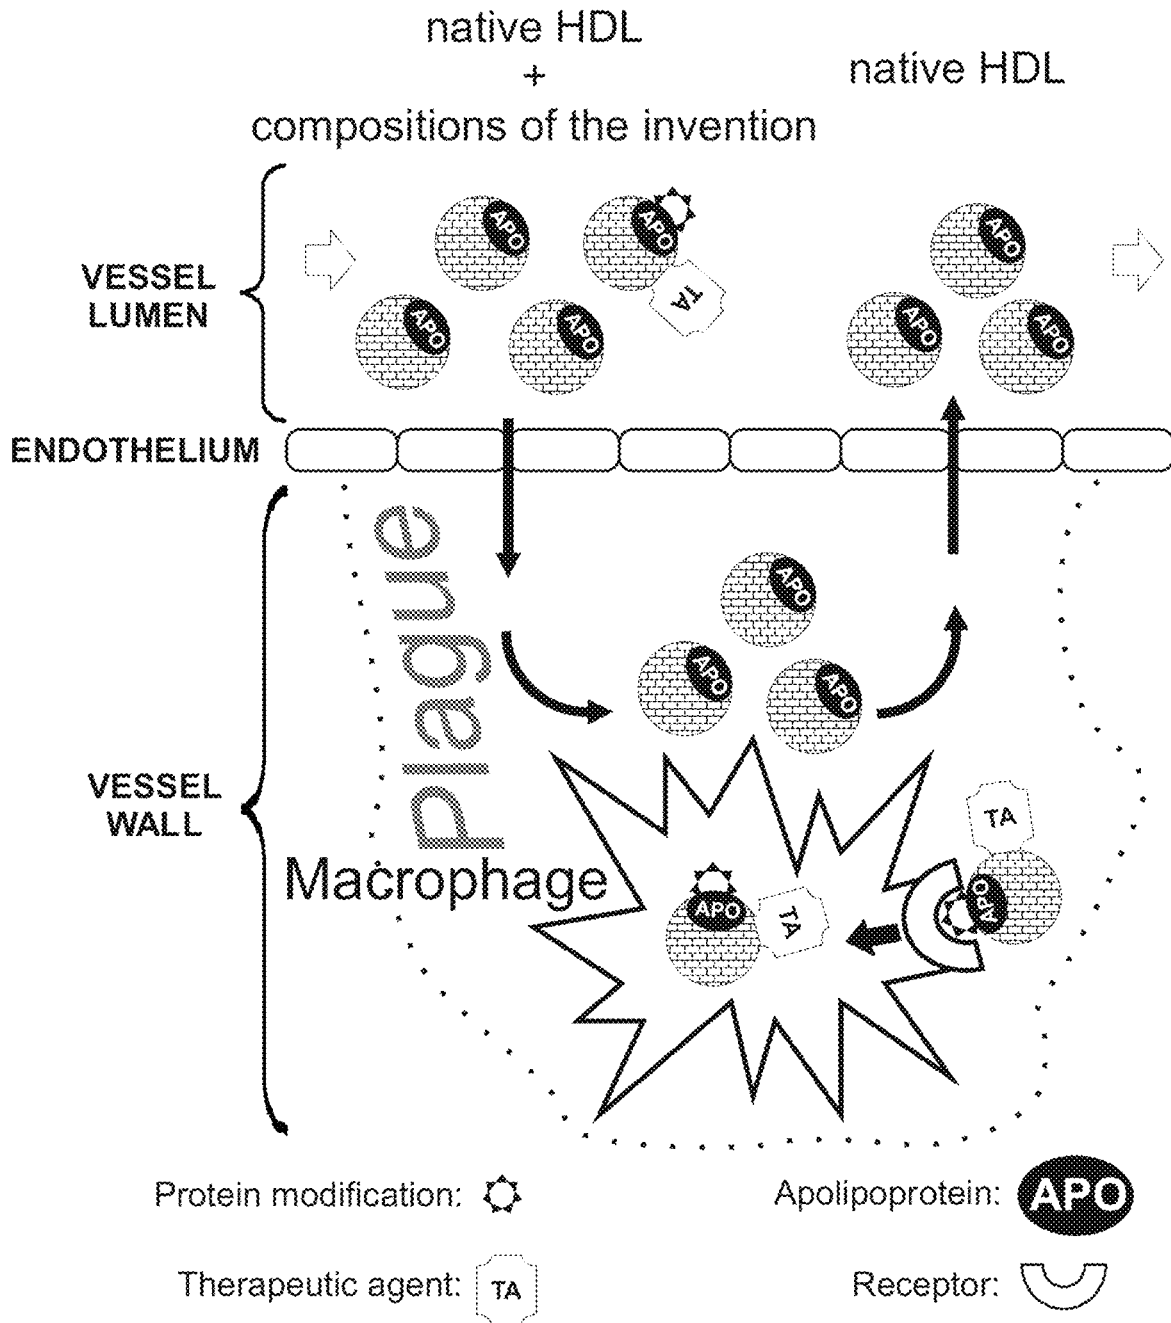 native HDL
+
compositions of the invention
native HDL
APO
APO
TA
APO
APO
APO
APO
APO
VESSEL
LUMEN
ENDOTHELIUM
Plague
APO
APO
APO
VESSEL
WALL
Macrophage
TA
APO
APO
TA
Protein modification:
Apolipoprotein: APO
Therapeutic agent: TA
Receptor: